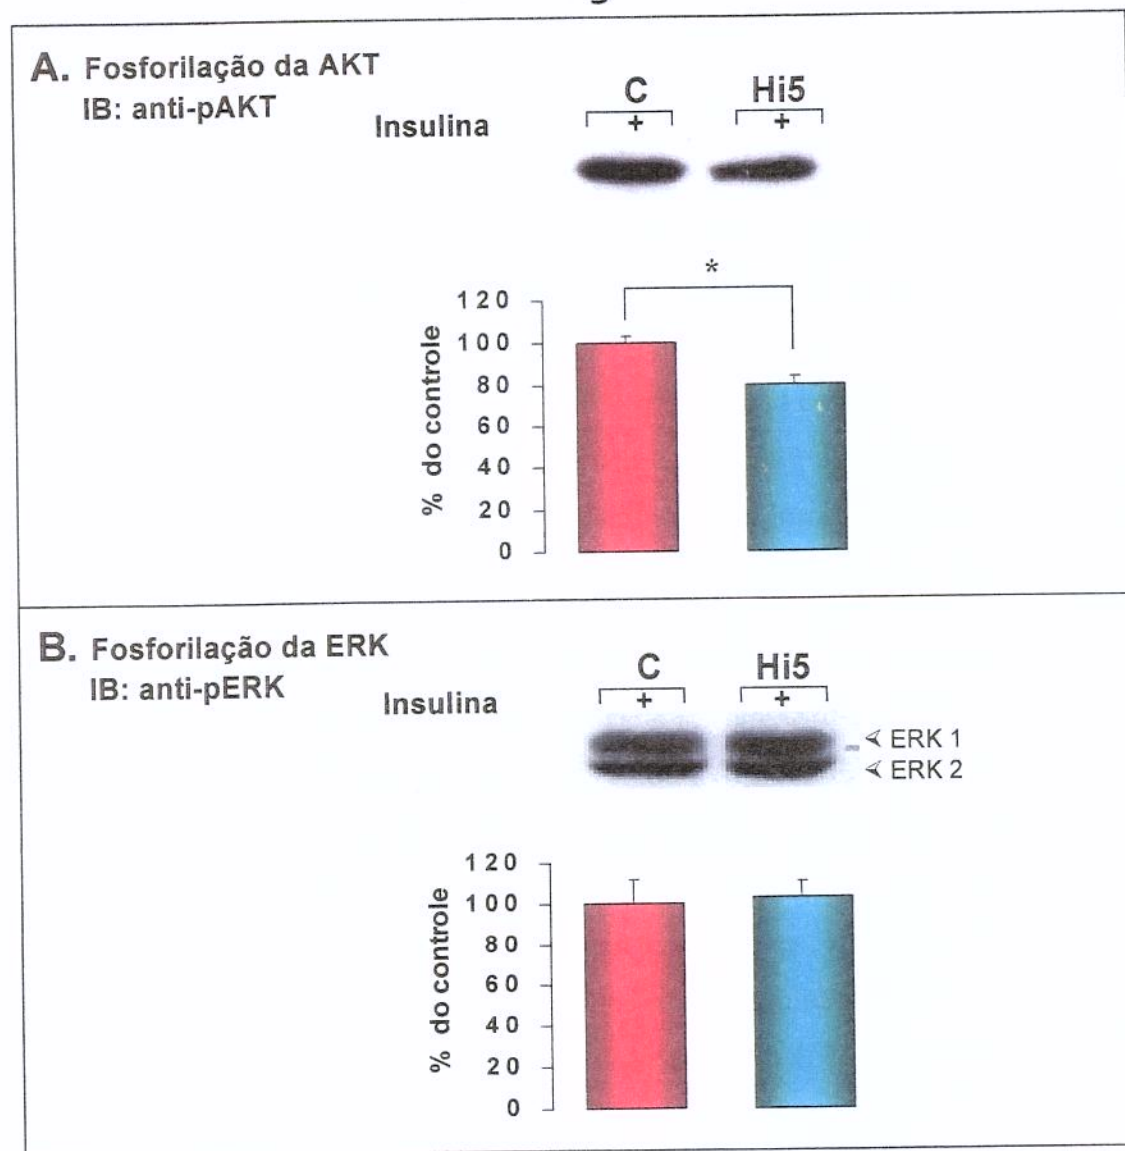 A. Fosforilação da AKT
IB: anti-pAKT
Insulina
C
Hi5
+
+
*
120
100
80
60
40
20
0
% do controle
B. Fosforilação da ERK
IB: anti-pERK
Insulina
C
Hi5
+
+
ERK 1
ERK 2
120
100
80
60
40
20
0
% do controle